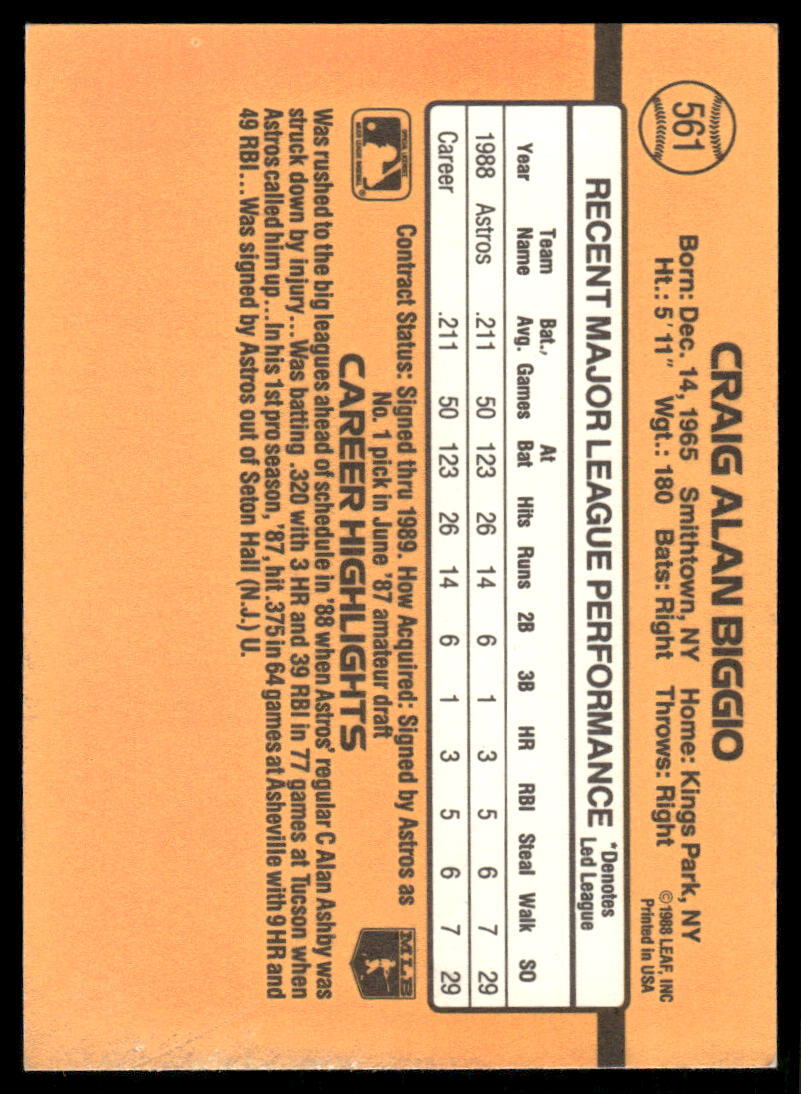 561
CRAIG ALAN BIGGIO
Born: Dec. 14, 1965 Smithtown, NY Home: Kings Park, NY
Ht.: 5'11" Wgt.: 180 Bats: Right Throws: Right
©1988 LEAF, INC
Printed in USA
RECENT MAJOR LEAGUE PERFORMANCE *Denotes
Led League
Team Bat., At
Year Name Avg. Games Bat Hits Runs 2B 3B HR RBI Steal Walk SO
1988 Astros .211 50 123 26 14 6 1 3 5 6 7 29
Career .211 50 123 26 14 6 1 3 5 6 7 29
OFFICIAL LICENSEE
MAJOR LEAGUE BASEBALL
Contract Status: Signed thru 1989. How Acquired: Signed by Astros as
No. 1 pick in June '87 amateur draft
MLB
CAREER HIGHLIGHTS
Was rushed to the big leagues ahead of schedule in '88 when Astros' regular C Alan Ashby was
struck down by injury... Was batting .320 with 3 HR and 39 RBI in 77 games at Tucson when
Astros called him up... In his 1st pro season, '87, hit .375 in 64 games at Asheville with 9 HR and
49 RBI... Was signed by Astros out of Seton Hall (N.J.) U.